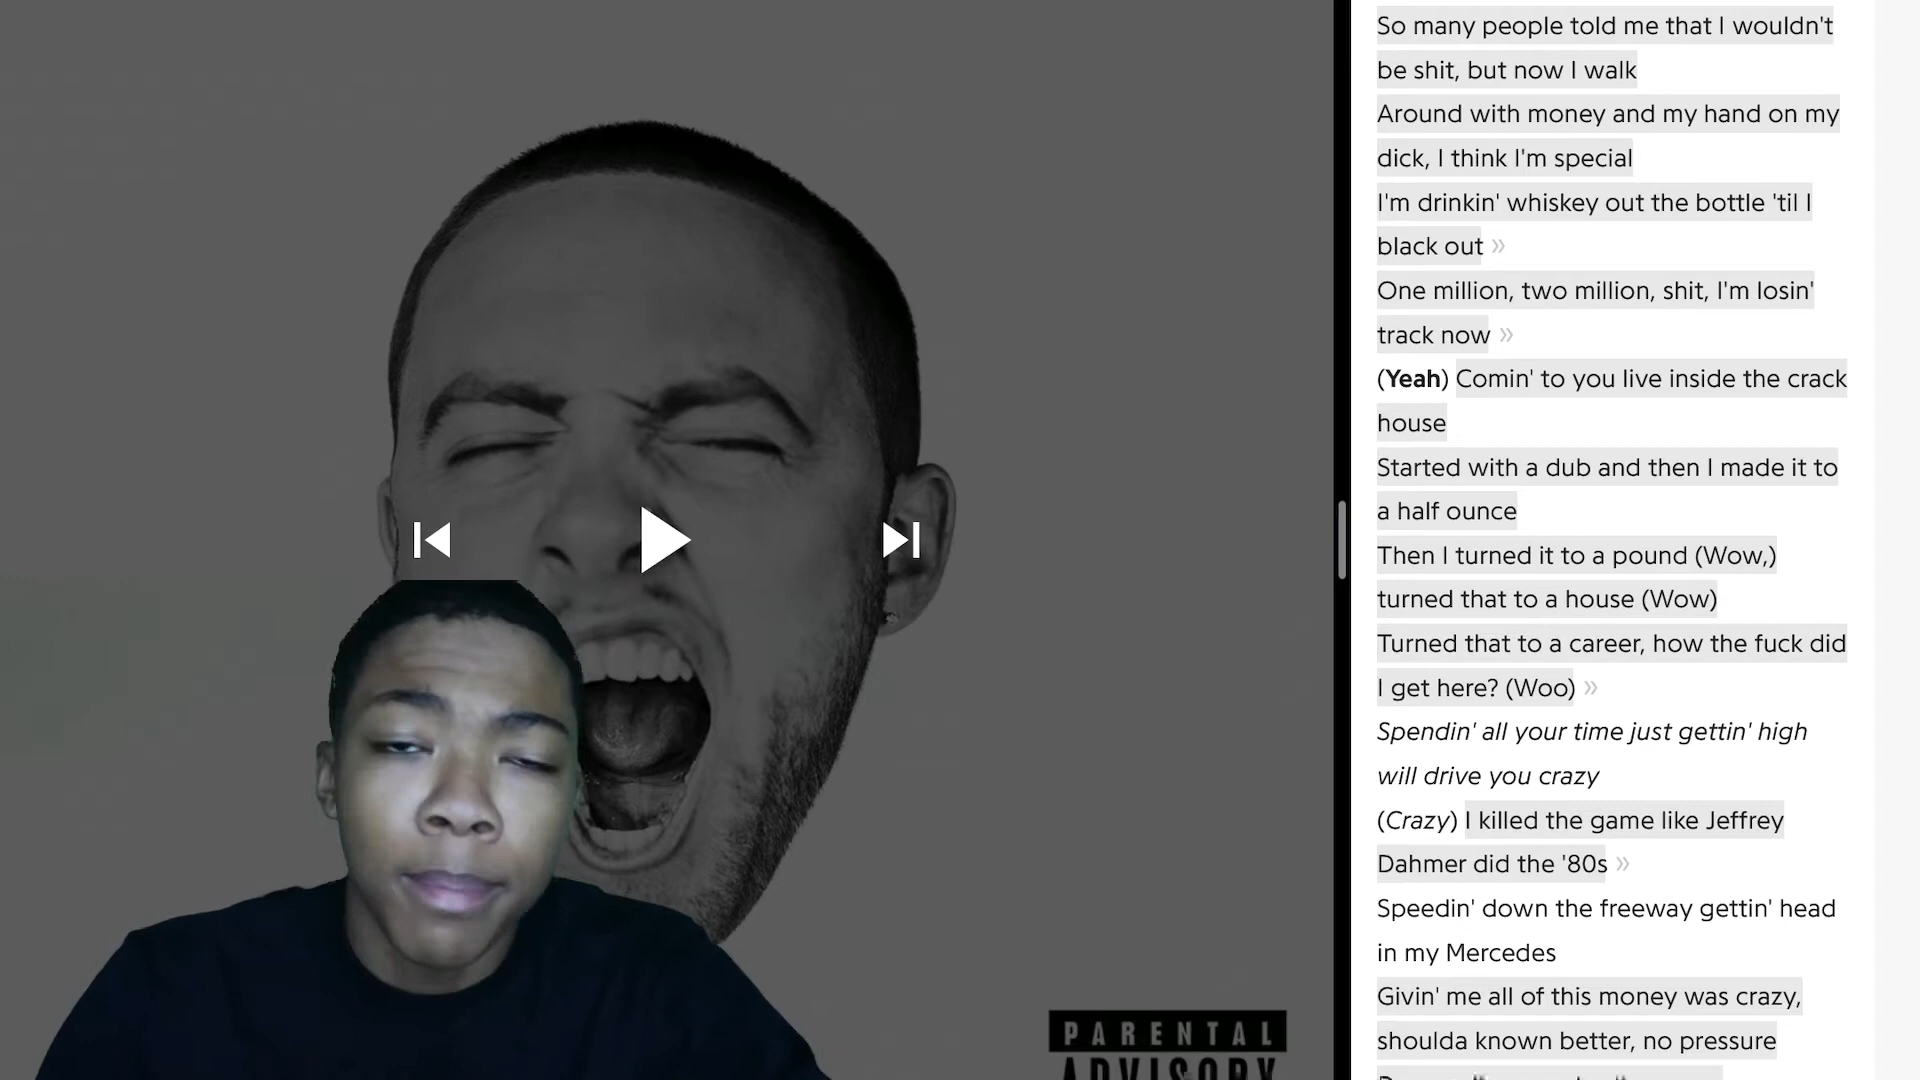 So many people told me that I wouldn't
be shit, but now I walk
Around with money and my hand on my
dick, I think I'm special
I'm drinkin' whiskey out the bottle 'til I
black out »
One million, two million, shit, I'm losin'
track now »
(Yeah) Comin' to you live inside the crack
house
Started with a dub and then I made it to
a half ounce
Then I turned it to a pound (Wow,)
turned that to a house (Wow)
Turned that to a career, how the fuck did
I get here? (Woo) »
Spendin' all your time just gettin' high
will drive you crazy
(Crazy) I killed the game like Jeffrey
Dahmer did the '80s »
Speedin' down the freeway gettin' head
in my Mercedes
Givin' me all of this money was crazy,
shoulda known better, no pressure
PARENTAL
ADVISORY